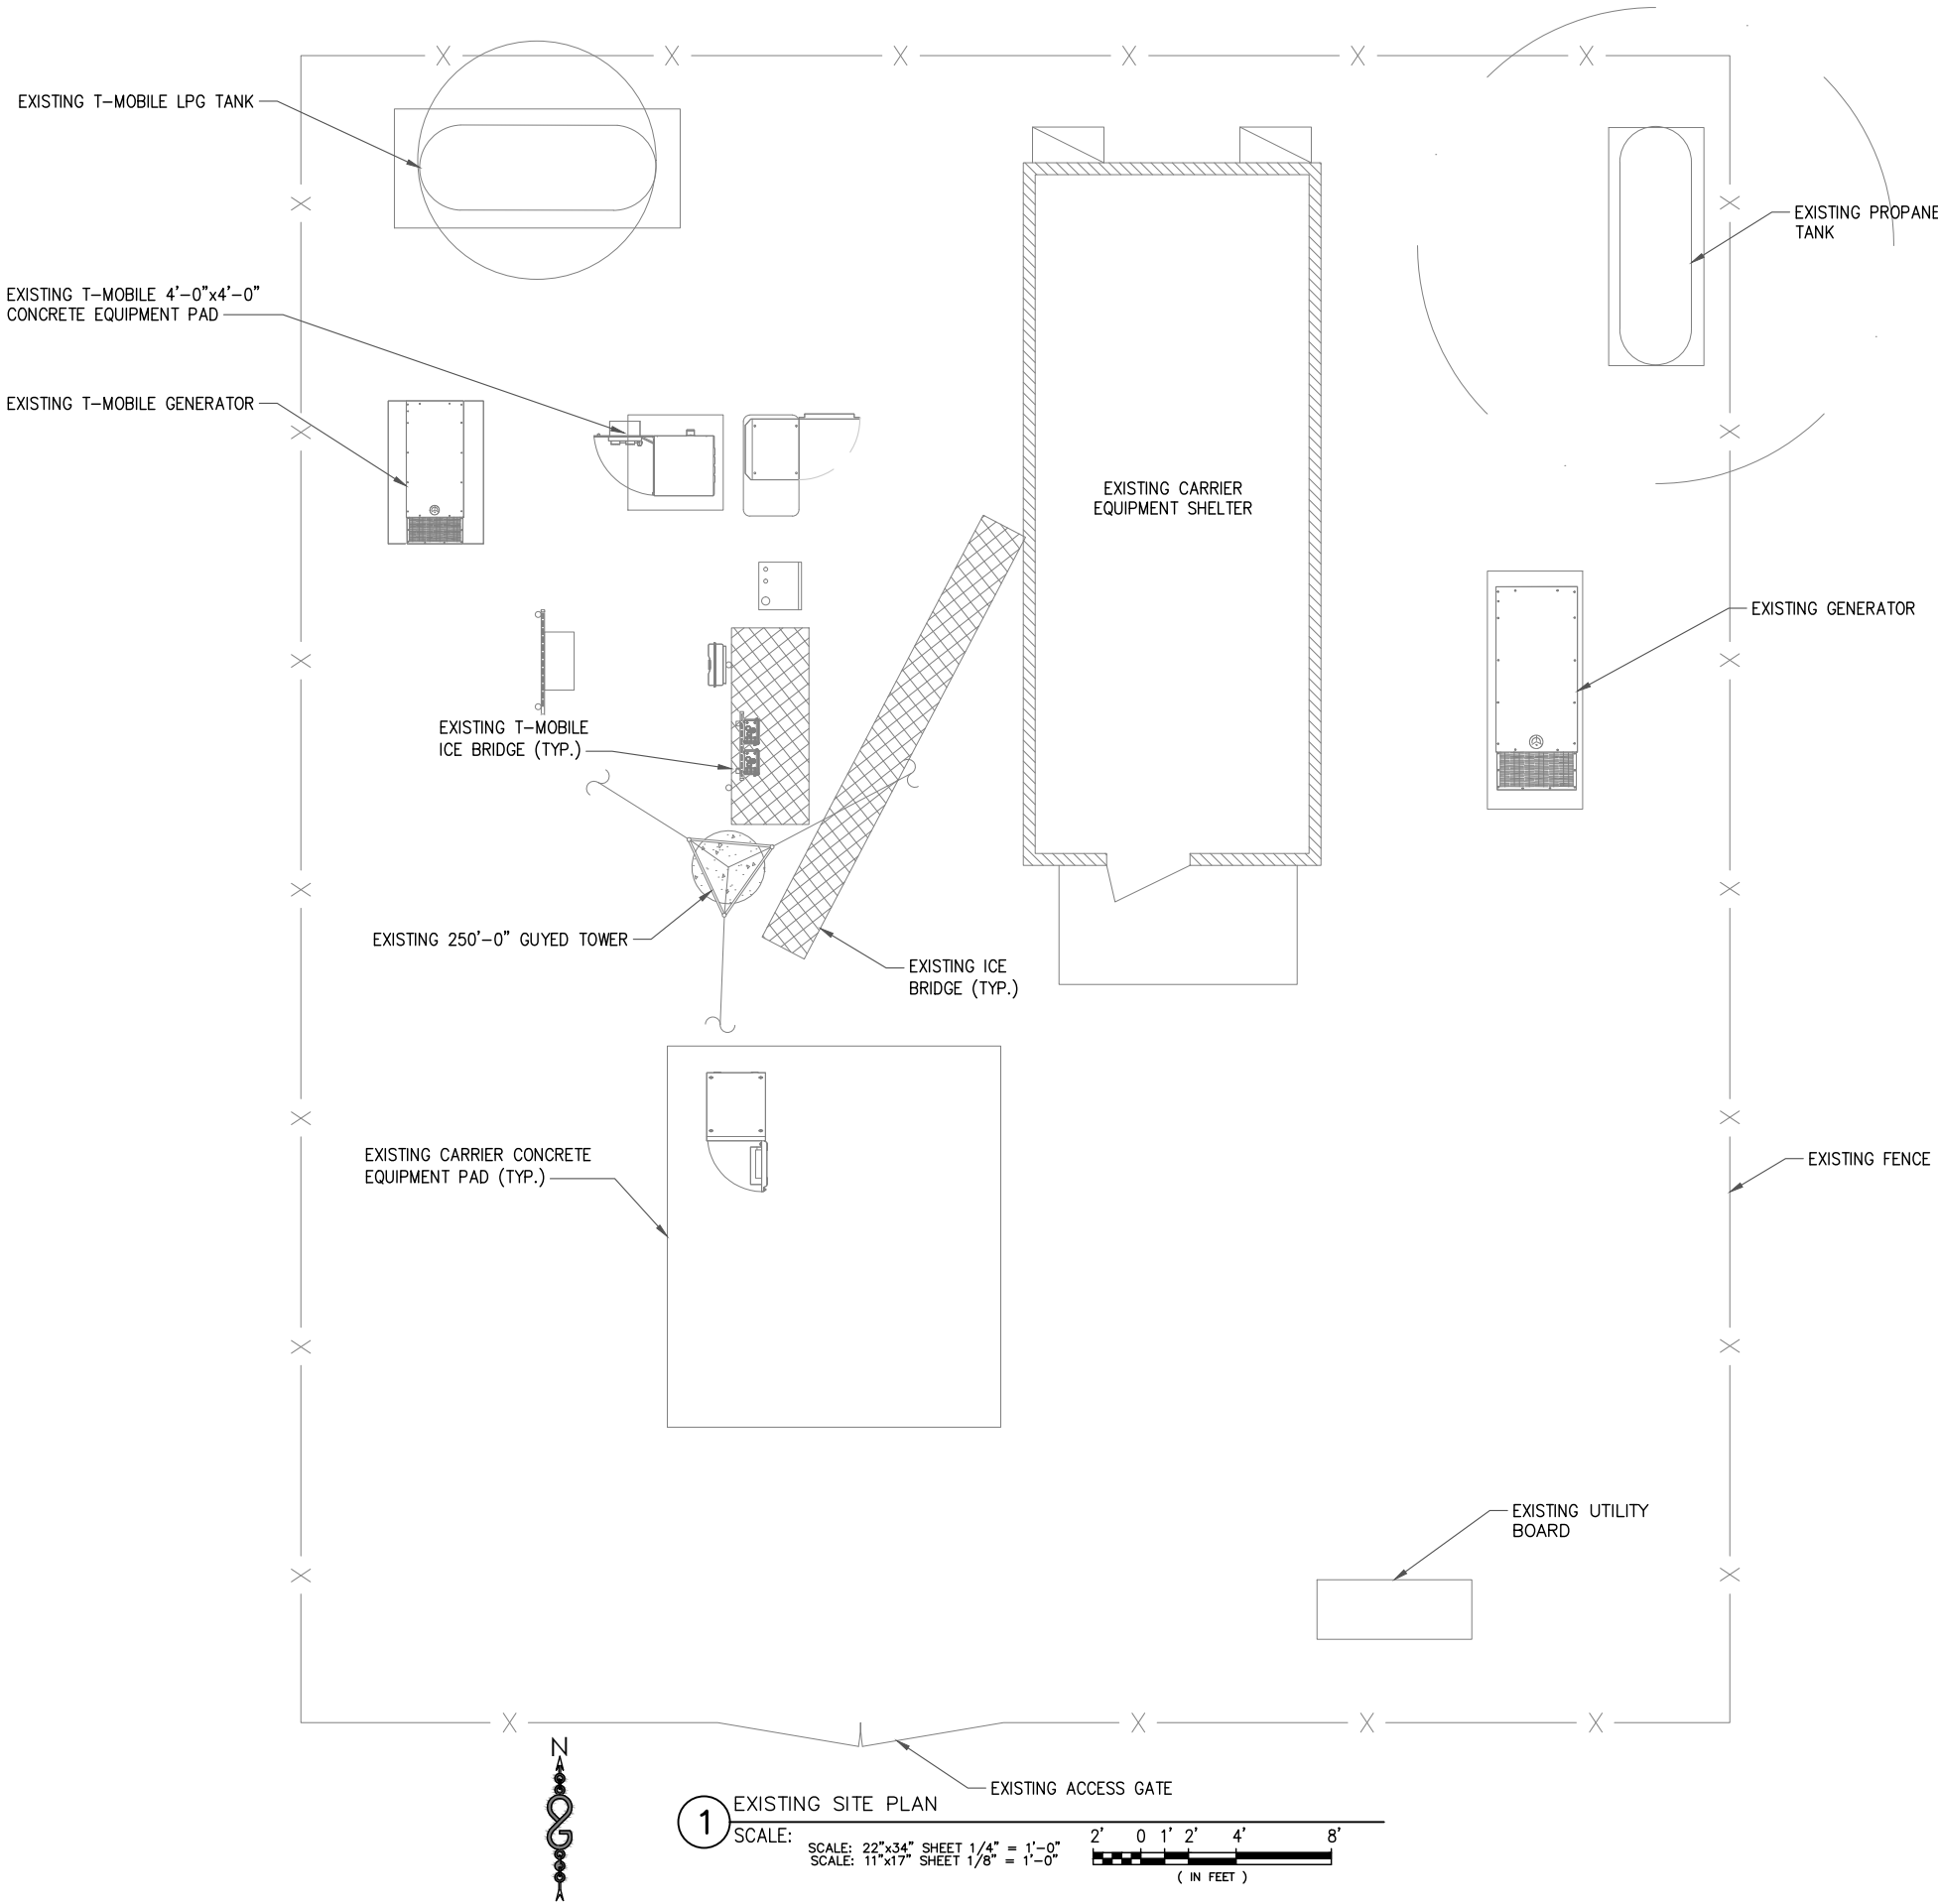 EXISTING T-MOBILE LPG TANK
EXISTING PROPANE
TANK
EXISTING T-MOBILE 4'-0"x4'-0"
CONCRETE EQUIPMENT PAD
EXISTING T-MOBILE GENERATOR
EXISTING CARRIER
EQUIPMENT SHELTER
EXISTING GENERATOR
EXISTING T-MOBILE
ICE BRIDGE (TYP.)
EXISTING 250'-0" GUYED TOWER
EXISTING ICE
BRIDGE (TYP.)
EXISTING CARRIER CONCRETE
EQUIPMENT PAD (TYP.)
EXISTING FENCE
EXISTING UTILITY
BOARD
EXISTING ACCESS GATE
N
1
EXISTING SITE PLAN
SCALE:
SCALE: 22"x34" SHEET 1/4" = 1'-0"
SCALE: 11"x17" SHEET 1/8" = 1'-0"
2' 0 1' 2' 4' 8'
( IN FEET )